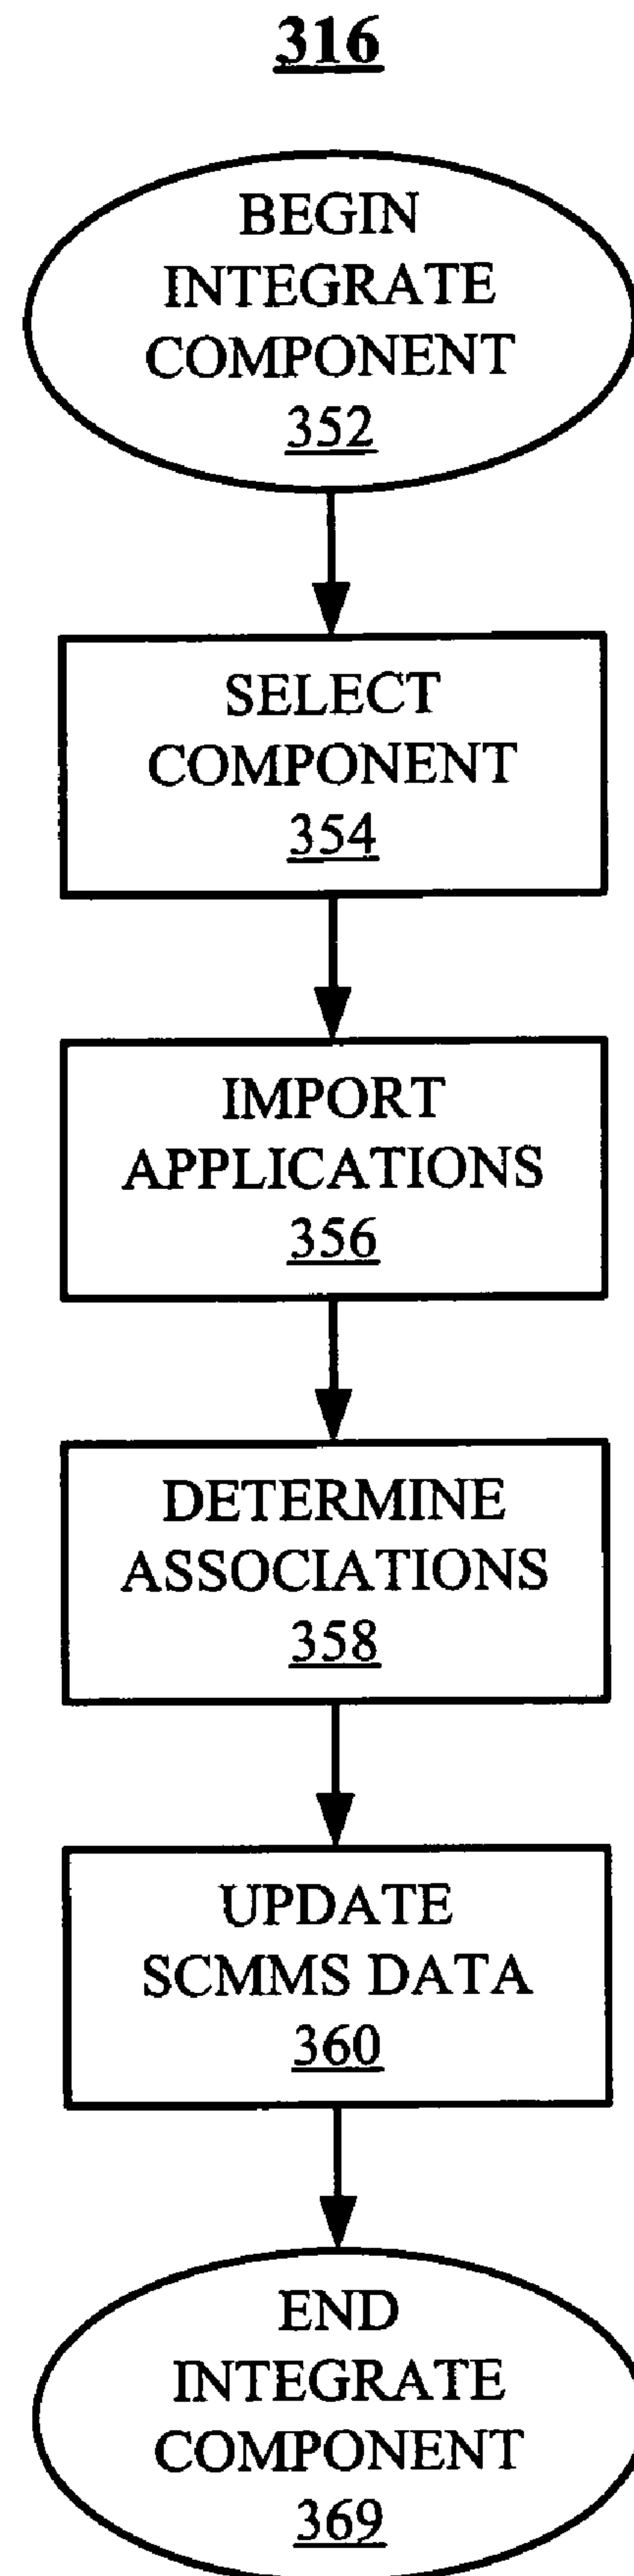 316
BEGIN
INTEGRATE
COMPONENT
352
SELECT
COMPONENT
354
IMPORT
APPLICATIONS
356
DETERMINE
ASSOCIATIONS
358
UPDATE
SCMMS DATA
360
END
INTEGRATE
COMPONENT
369